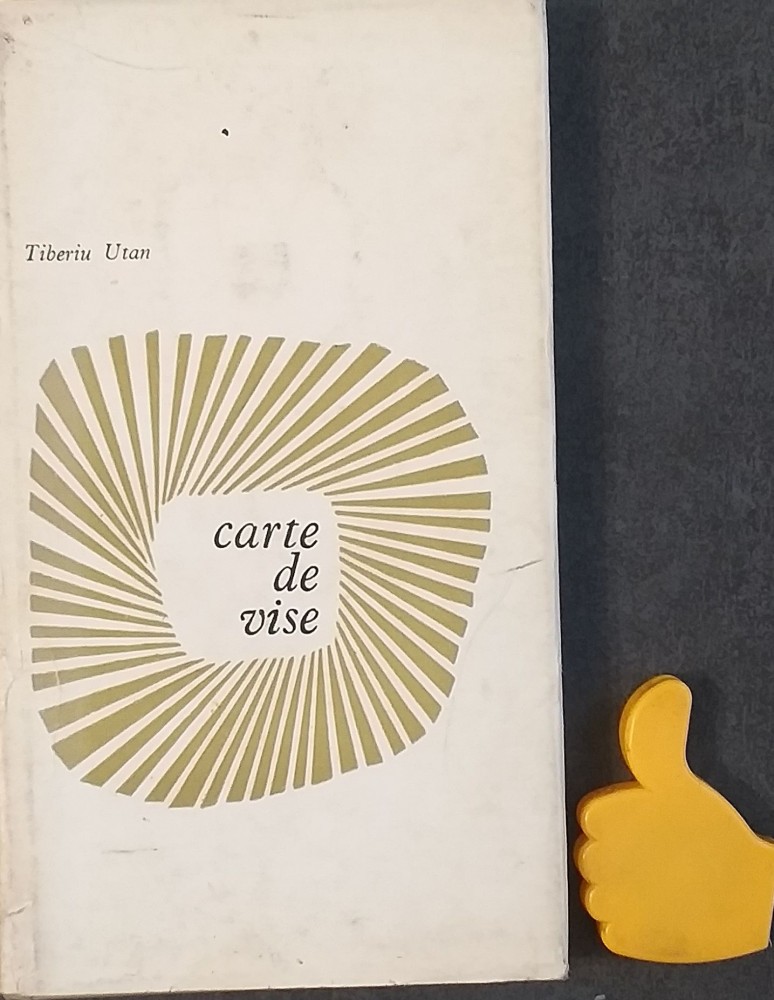 Tiberiu Utan
carte
de
vise